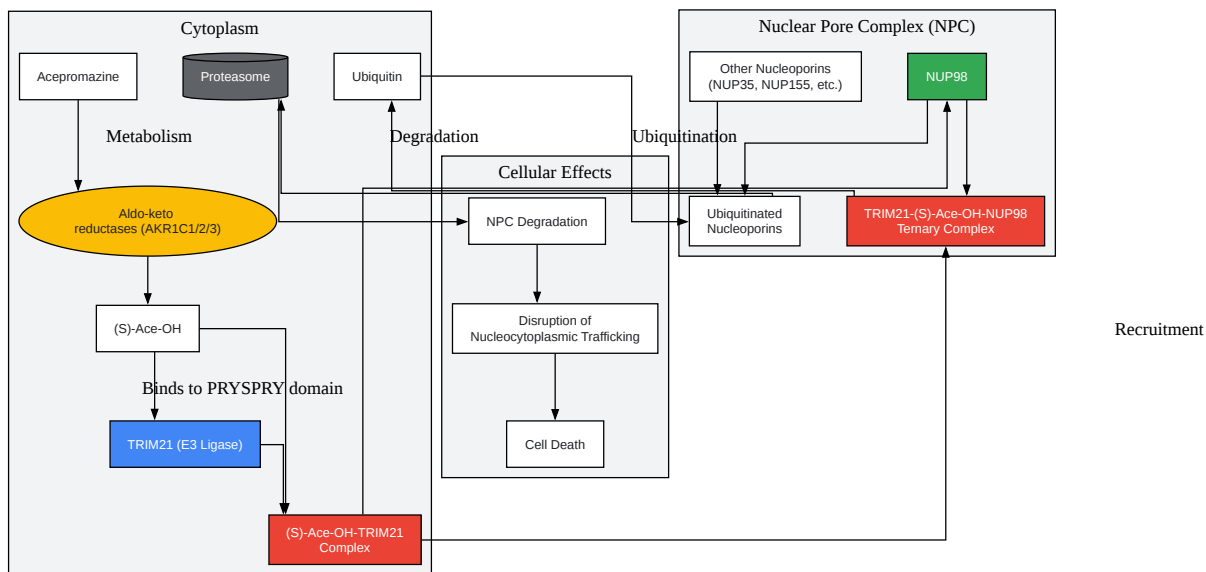 Cytoplasm
Acepromazine
Proteasome
Ubiquitin
Metabolism
Degradation
Aldo-keto
reductases (AKR1C1/2/3)
(S)-Ace-OH
Binds to PRYSPRY domain
TRIM21 (E3 Ligase)
(S)-Ace-OH-TRIM21
Complex
Cellular Effects
NPC Degradation
Disruption of
Nucleocytoplasmic Trafficking
Cell Death
Nuclear Pore Complex (NPC)
Other Nucleoporins
(NUP35, NUP155, etc.)
NUP98
Ubiquitination
Ubiquitinated
Nucleoporins
TRIM21-(S)-Ace-OH-NUP98
Ternary Complex
Recruitment